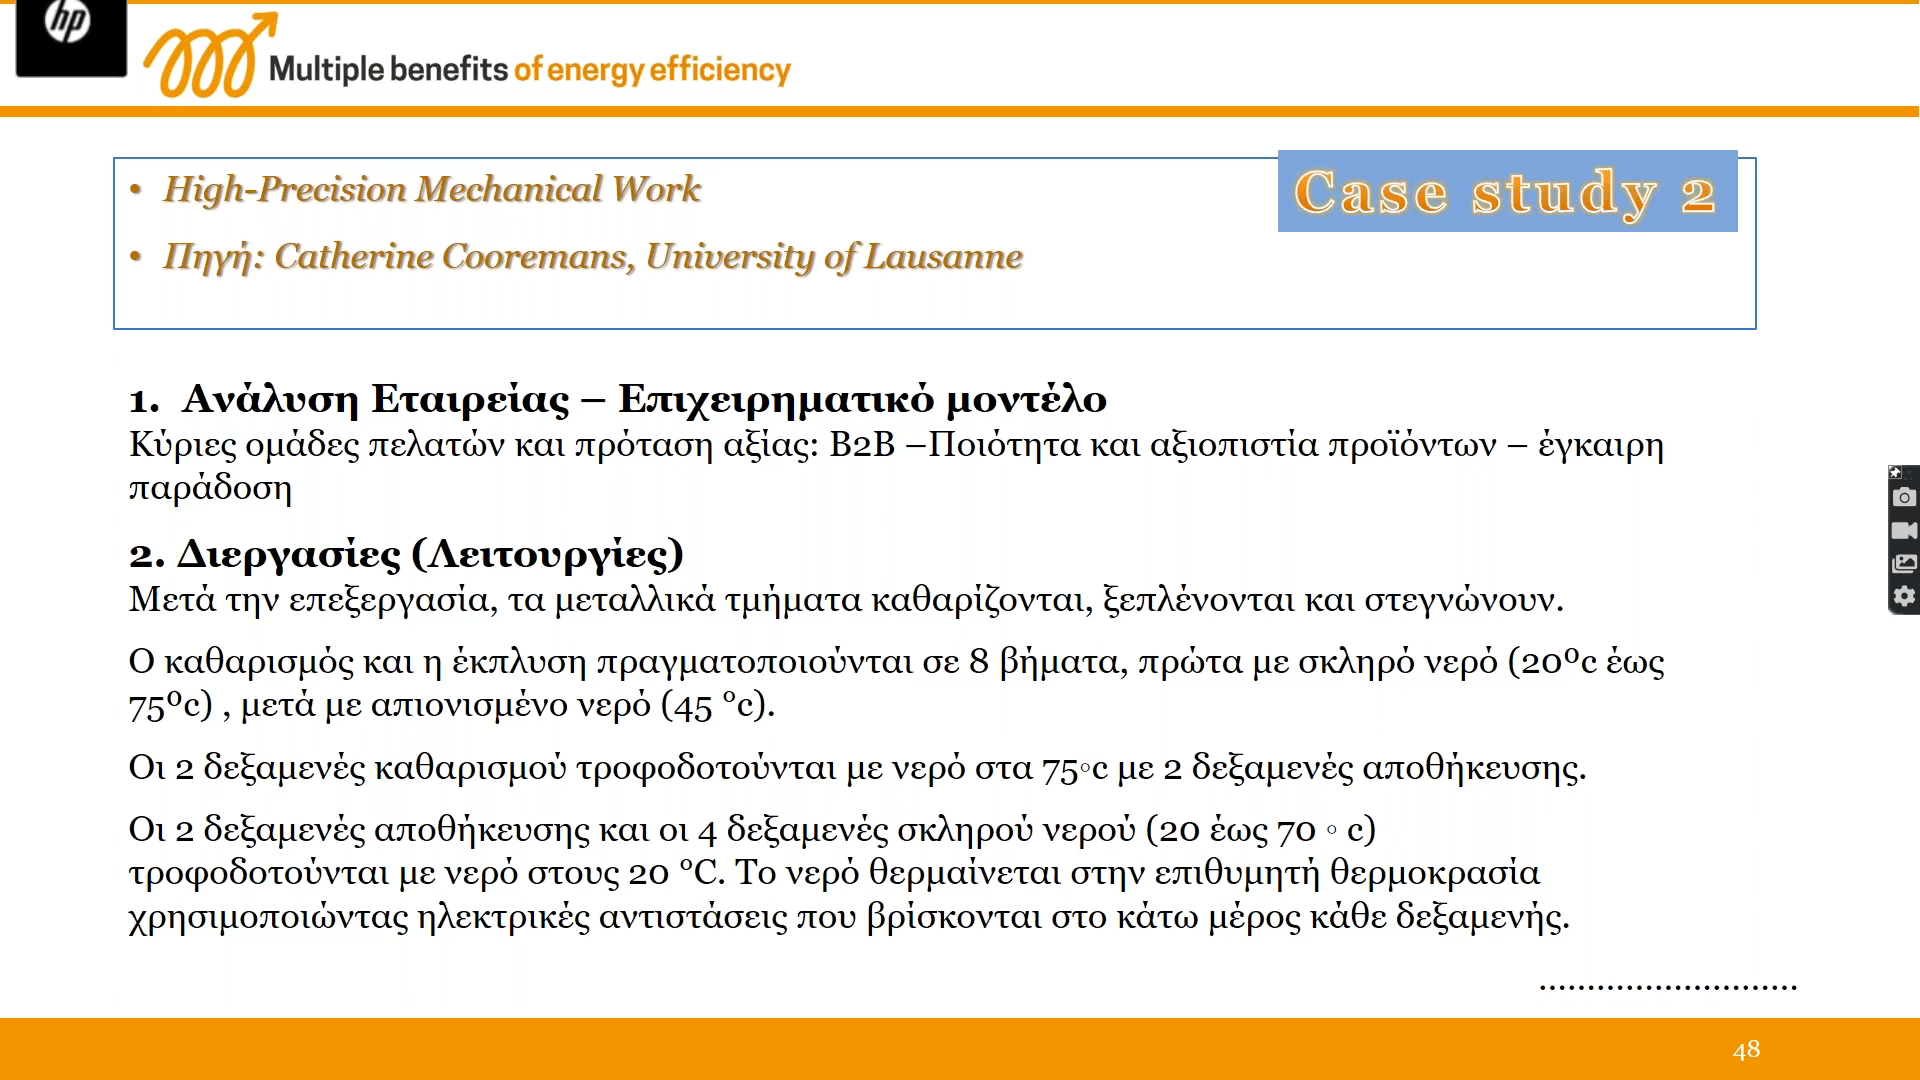 hp
Multiple benefits of energy efficiency
Case study 2
• High-Precision Mechanical Work
• Πηγή: Catherine Cooremans, University of Lausanne
1. Ανάλυση Εταιρείας – Επιχειρηματικό μοντέλο
Κύριες ομάδες πελατών και πρόταση αξίας: B2B –Ποιότητα και αξιοπιστία προϊόντων – έγκαιρη
παράδοση
2. Διεργασίες (Λειτουργίες)
Μετά την επεξεργασία, τα μεταλλικά τμήματα καθαρίζονται, ξεπλένονται και στεγνώνουν.
Ο καθαρισμός και η έκπλυση πραγματοποιούνται σε 8 βήματα, πρώτα με σκληρό νερό (20ºc έως
75ºc) , μετά με απιονισμένο νερό (45 °c).
Οι 2 δεξαμενές καθαρισμού τροφοδοτούνται με νερό στα 75◦c με 2 δεξαμενές αποθήκευσης.
Οι 2 δεξαμενές αποθήκευσης και οι 4 δεξαμενές σκληρού νερού (20 έως 70 ◦ c)
τροφοδοτούνται με νερό στους 20 °C. Το νερό θερμαίνεται στην επιθυμητή θερμοκρασία
χρησιμοποιώντας ηλεκτρικές αντιστάσεις που βρίσκονται στο κάτω μέρος κάθε δεξαμενής.
...........................
48